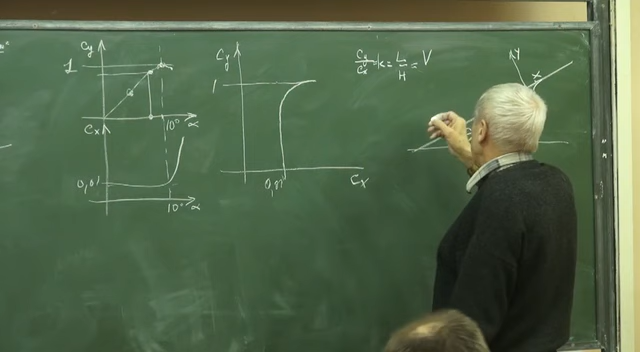 Cy
1
Cx
10° α
0,01
10° α
Cy
1
0,01
Cx
Cy/Cx = k = L/H = V
Y
X